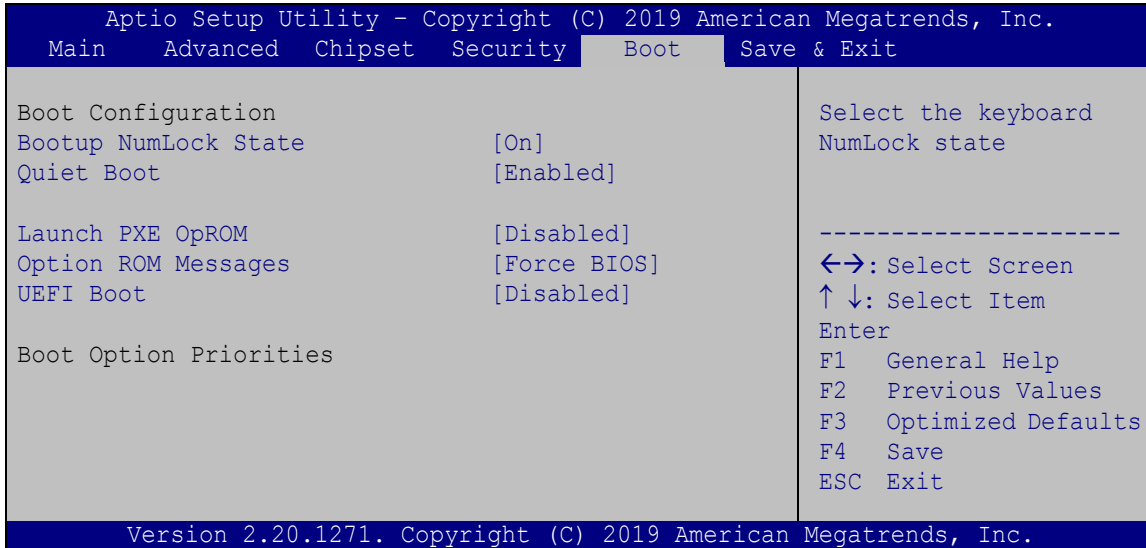 Aptio Setup Utility – Copyright (C) 2019 American Megatrends, Inc.
Main Advanced Chipset Security Boot Save & Exit
Boot Configuration
Bootup NumLock State [On]
Quiet Boot [Enabled]
Launch PXE OpROM [Disabled]
Option ROM Messages [Force BIOS]
UEFI Boot [Disabled]
Boot Option Priorities
Select the keyboard
NumLock state
---------------------
←→: Select Screen
↑ ↓: Select Item
Enter
F1 General Help
F2 Previous Values
F3 Optimized Defaults
F4 Save
ESC Exit
Version 2.20.1271. Copyright (C) 2019 American Megatrends, Inc.